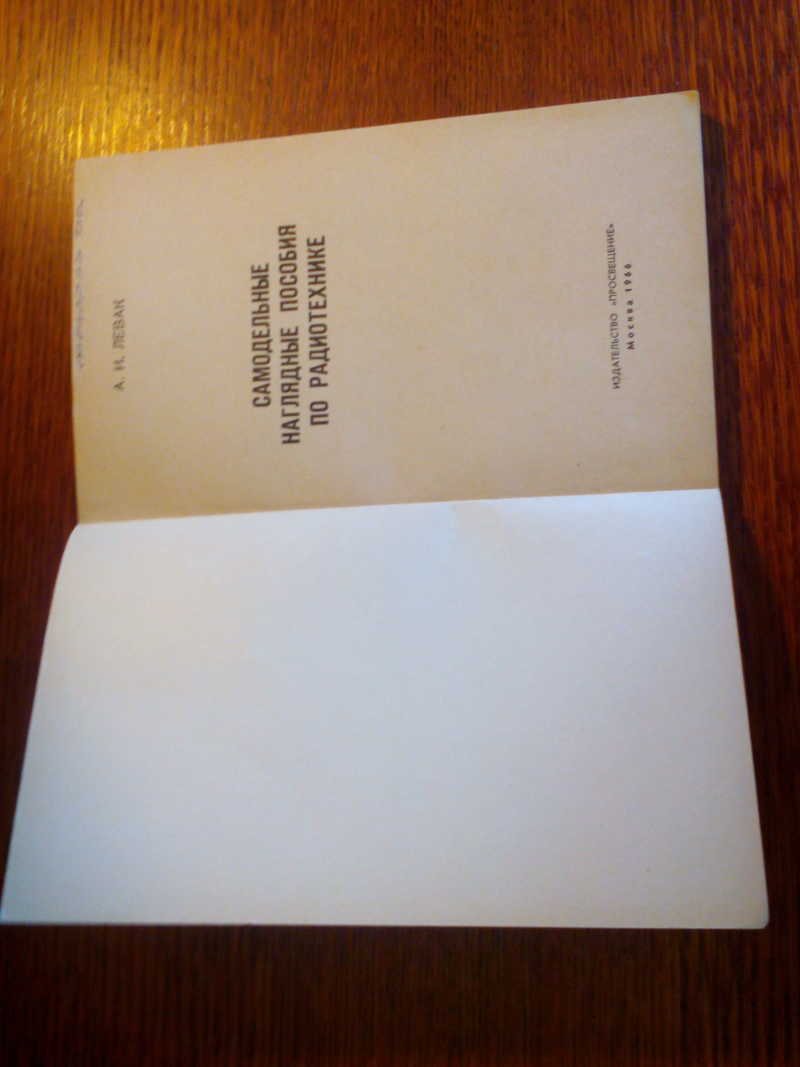 А. Н. ЛЕВАК
САМОДЕЛЬНЫЕ
НАГЛЯДНЫЕ ПОСОБИЯ
ПО РАДИОТЕХНИКЕ
ИЗДАТЕЛЬСТВО «ПРОСВЕЩЕНИЕ»
Москва 1966